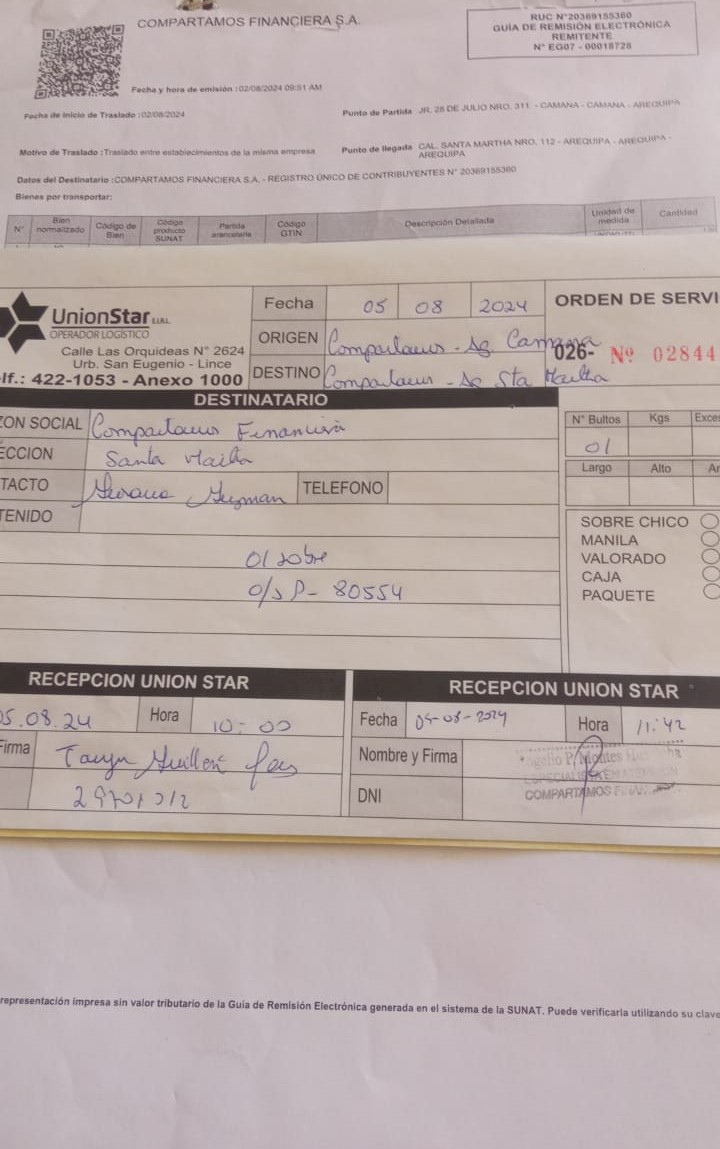 COMPARTAMOS FINANCIERA S.A.
RUC N°20369155360
GUÍA DE REMISIÓN ELECTRÓNICA
REMITENTE
N° EG07 - 00018728
Fecha y hora de emisión :02/08/2024 09:51 AM
Fecha de inicio de Traslado :02/08/2024
Punto de Partida JR. 28 DE JULIO NRO. 311 - CAMANA - CAMANA - AREQUIPA
Motivo de Traslado :Traslado entre establecimientos de la misma empresa
Punto de llegada CAL. SANTA MARTHA NRO. 112 - AREQUIPA - AREQUIPA -
AREQUIPA
Datos del Destinatario :COMPARTAMOS FINANCIERA S.A. - REGISTRO ÚNICO DE CONTRIBUYENTES N° 20369155360
Bienes por transportar:
N° Bien normalizado Código de Bien Código producto SUNAT Partida arancelaria Código GTIN Descripción Detallada Unidad de medida Cantidad
UnionStar E.I.R.L.
OPERADOR LOGÍSTICO
Calle Las Orquideas N° 2624
Urb. San Eugenio - Lince
lf.: 422-1053 - Anexo 1000
Fecha 05 08 2024
ORDEN DE SERVI
ORIGEN Compartamos - Ag. Camana
026- N° 02844
DESTINO Compartamos - Ag Sta Martha
DESTINATARIO
ZON SOCIAL Compartamos Financiera
ECCION Santa Martha
TACTO Guzman TELEFONO
TENIDO
01 sobre
O/S P- 80554
N° Bultos Kgs Exces
01
Largo Alto An
SOBRE CHICO
MANILA
VALORADO
CAJA
PAQUETE
RECEPCION UNION STAR
05.08.24 Hora 10:00
Firma
RECEPCION UNION STAR
Fecha Hora 11:42
Nombre y Firma
DNI
COMPARTAMOS
representación impresa sin valor tributario de la Guia de Remisión Electrónica generada en el sistema de la SUNAT. Puede verificarla utilizando su clave